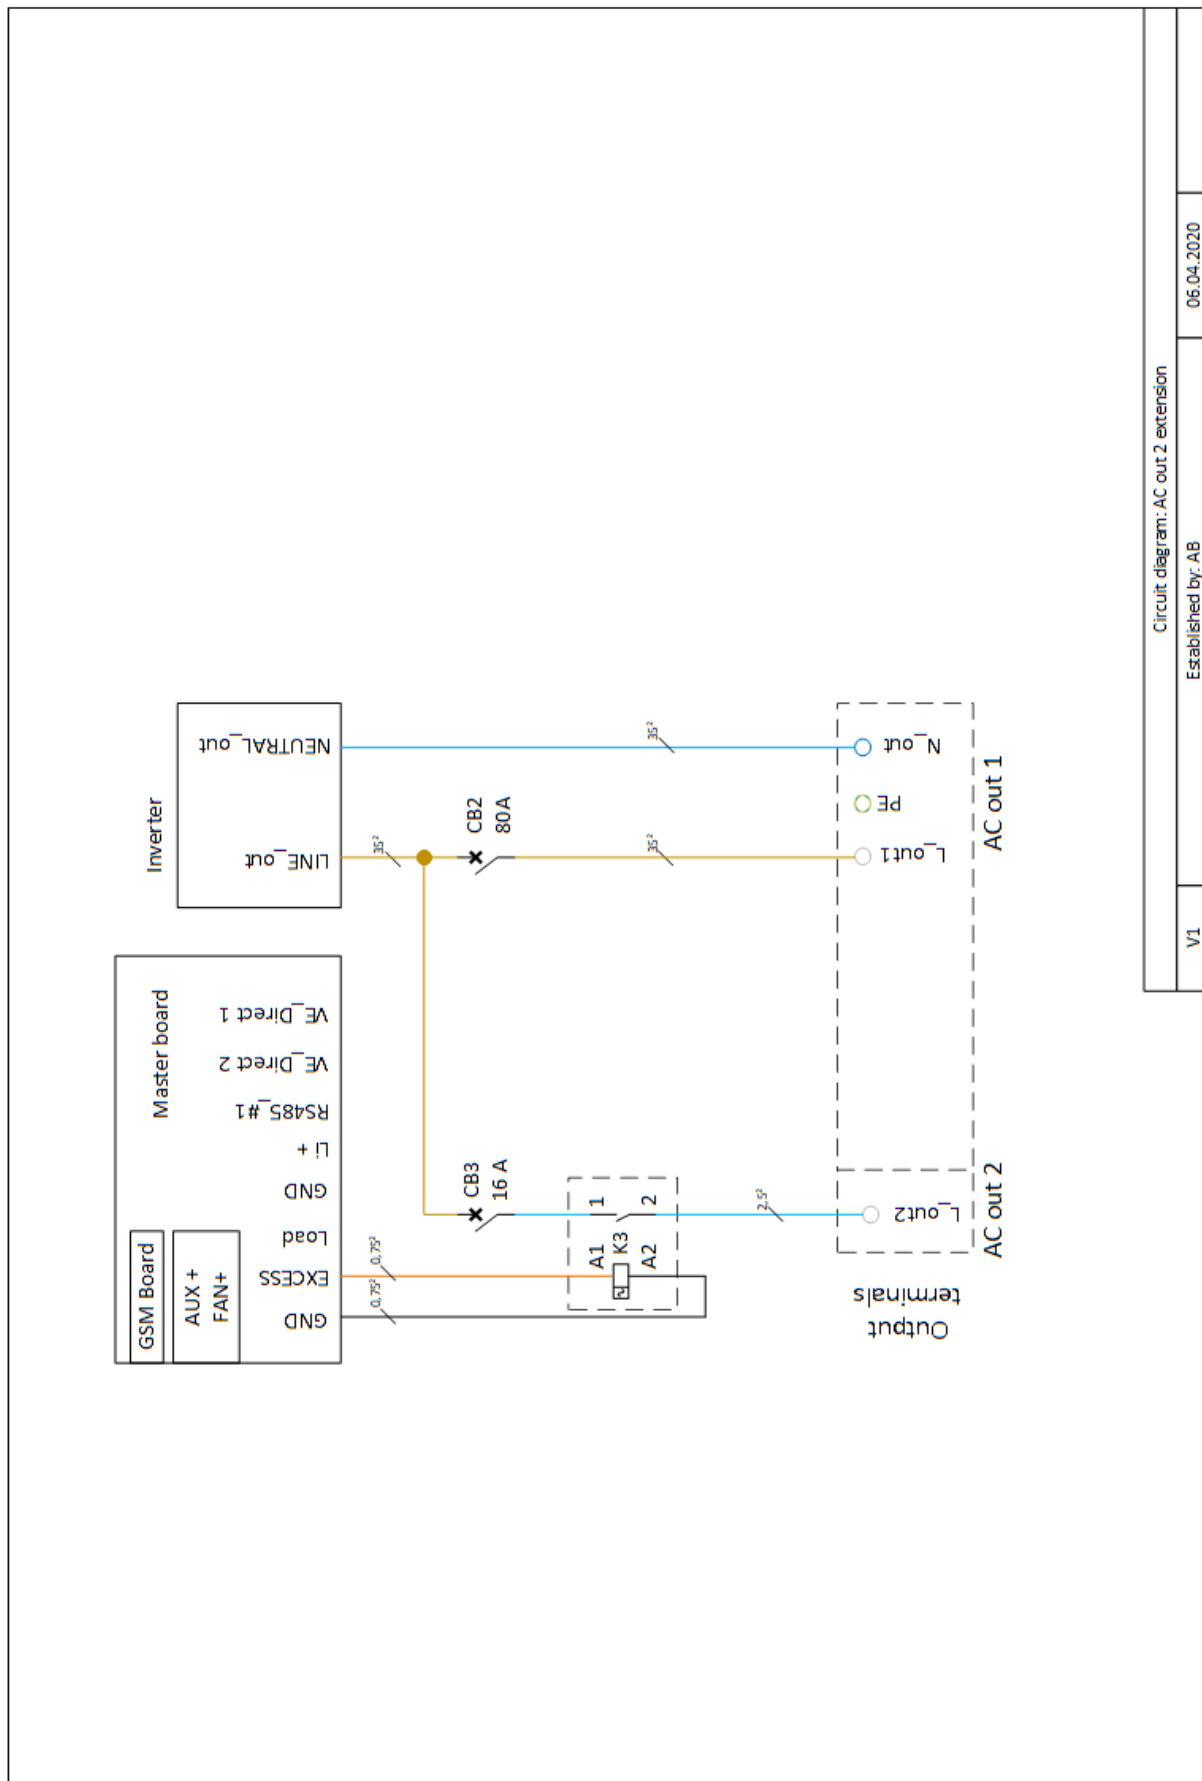 Inverter
NEUTRAL_out
LINE_out
Master board
VE_Direct 1
VE_Direct 2
RS485_#1
Li +
GND
Load
EXCESS
GND
GSM Board
AUX +
FAN+
35²
35²
35²
0,75²
0,75²
2,5²
CB2
80A
CB3
16 A
1
2
A1
K3
A2
N_out
PE
L_out1
L_out2
AC out 1
AC out 2
Output
terminals
Circuit diagram: AC out 2 extension
V1
Established by: AB
06.04.2020